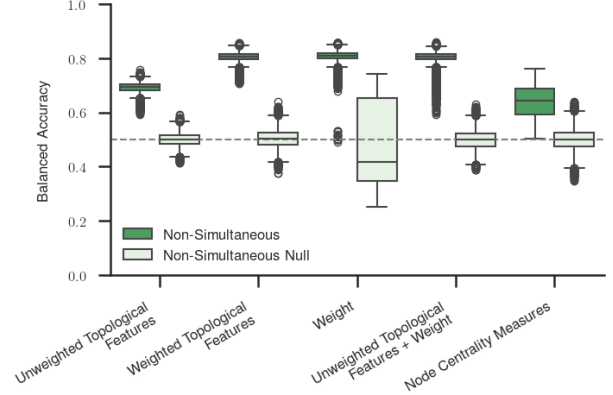 1.0
0.8
0.6
0.4
0.2
0.0
Balanced Accuracy
Non-Simultaneous
Non-Simultaneous Null
Unweighted Topological
Features
Weighted Topological
Features
Weight
Unweighted Topological
Features + Weight
Node Centrality Measures